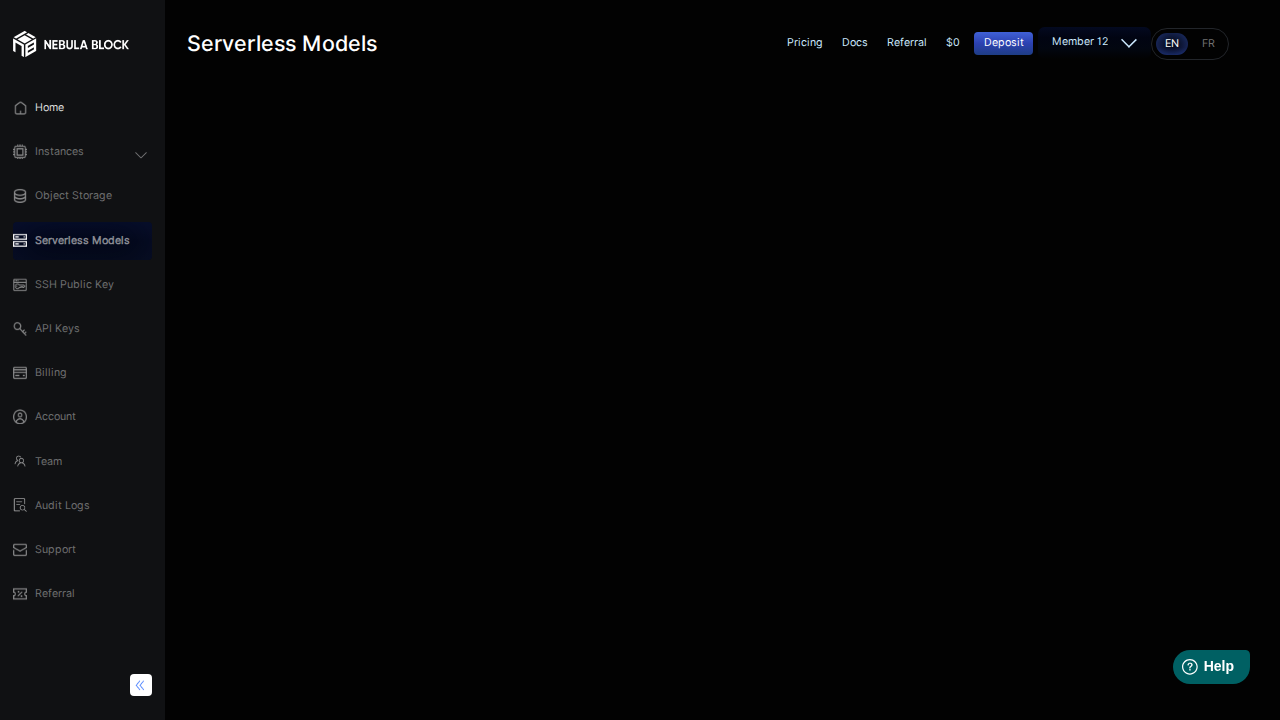 NEBULA BLOCK
Serverless Models
Pricing
Docs
Referral
$0
Deposit
Member 12
EN
FR
Home
Instances
Object Storage
Serverless Models
SSH Public Key
API Keys
Billing
Account
Team
Audit Logs
Support
Referral
Help